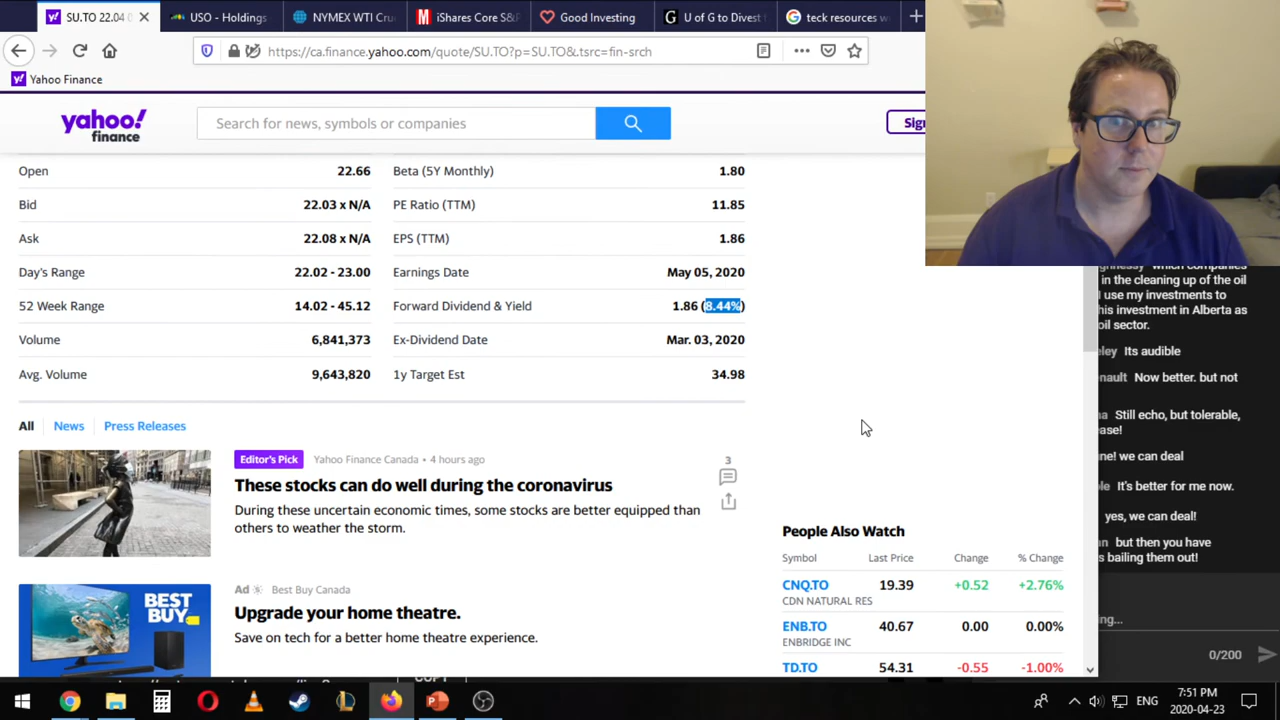 SU.TO 22.04 0
USO - Holdings
NYMEX WTI Cru
iShares Core S&P
Good Investing
U of G to Divest f
teck resources w
https://ca.finance.yahoo.com/quote/SU.TO?p=SU.TO&.tsrc=fin-srch
Yahoo Finance
yahoo!
finance
Search for news, symbols or companies
Sig
Open 22.66 Beta (5Y Monthly) 1.80
Bid 22.03 x N/A PE Ratio (TTM) 11.85
Ask 22.08 x N/A EPS (TTM) 1.86
Day's Range 22.02 - 23.00 Earnings Date May 05, 2020
52 Week Range 14.02 - 45.12 Forward Dividend & Yield 1.86 (8.44%)
Volume 6,841,373 Ex-Dividend Date Mar. 03, 2020
Avg. Volume 9,643,820 1y Target Est 34.98
All News Press Releases
Editor's Pick Yahoo Finance Canada • 4 hours ago
These stocks can do well during the coronavirus
During these uncertain economic times, some stocks are better equipped than
others to weather the storm.
3
Ad Best Buy Canada
Upgrade your home theatre.
Save on tech for a better home theatre experience.
BEST
BUY
People Also Watch
Symbol Last Price Change % Change
CNQ.TO 19.39 +0.52 +2.76%
CDN NATURAL RES
ENB.TO 40.67 0.00 0.00%
ENBRIDGE INC
TD.TO 54.31 -0.55 -1.00%
which companies
in the cleaning up of the oil
I use my investments to
his investment in Alberta as
oil sector.
ley Its audible
nault Now better. but not
na Still echo, but tolerable,
ease!
ne! we can deal
ole It's better for me now.
yes, we can deal!
an but then you have
s bailing them out!
ng...
0/200
ENG
7:51 PM
2020-04-23